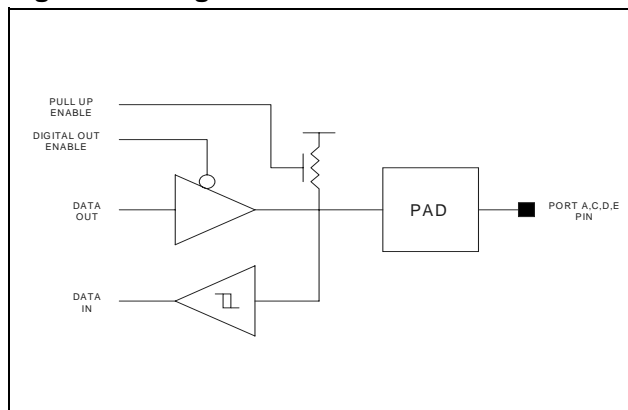 PULL UP
ENABLE
DIGITAL OUT
ENABLE
DATA
OUT
PAD
PORT A,C,D,E
PIN
DATA
IN